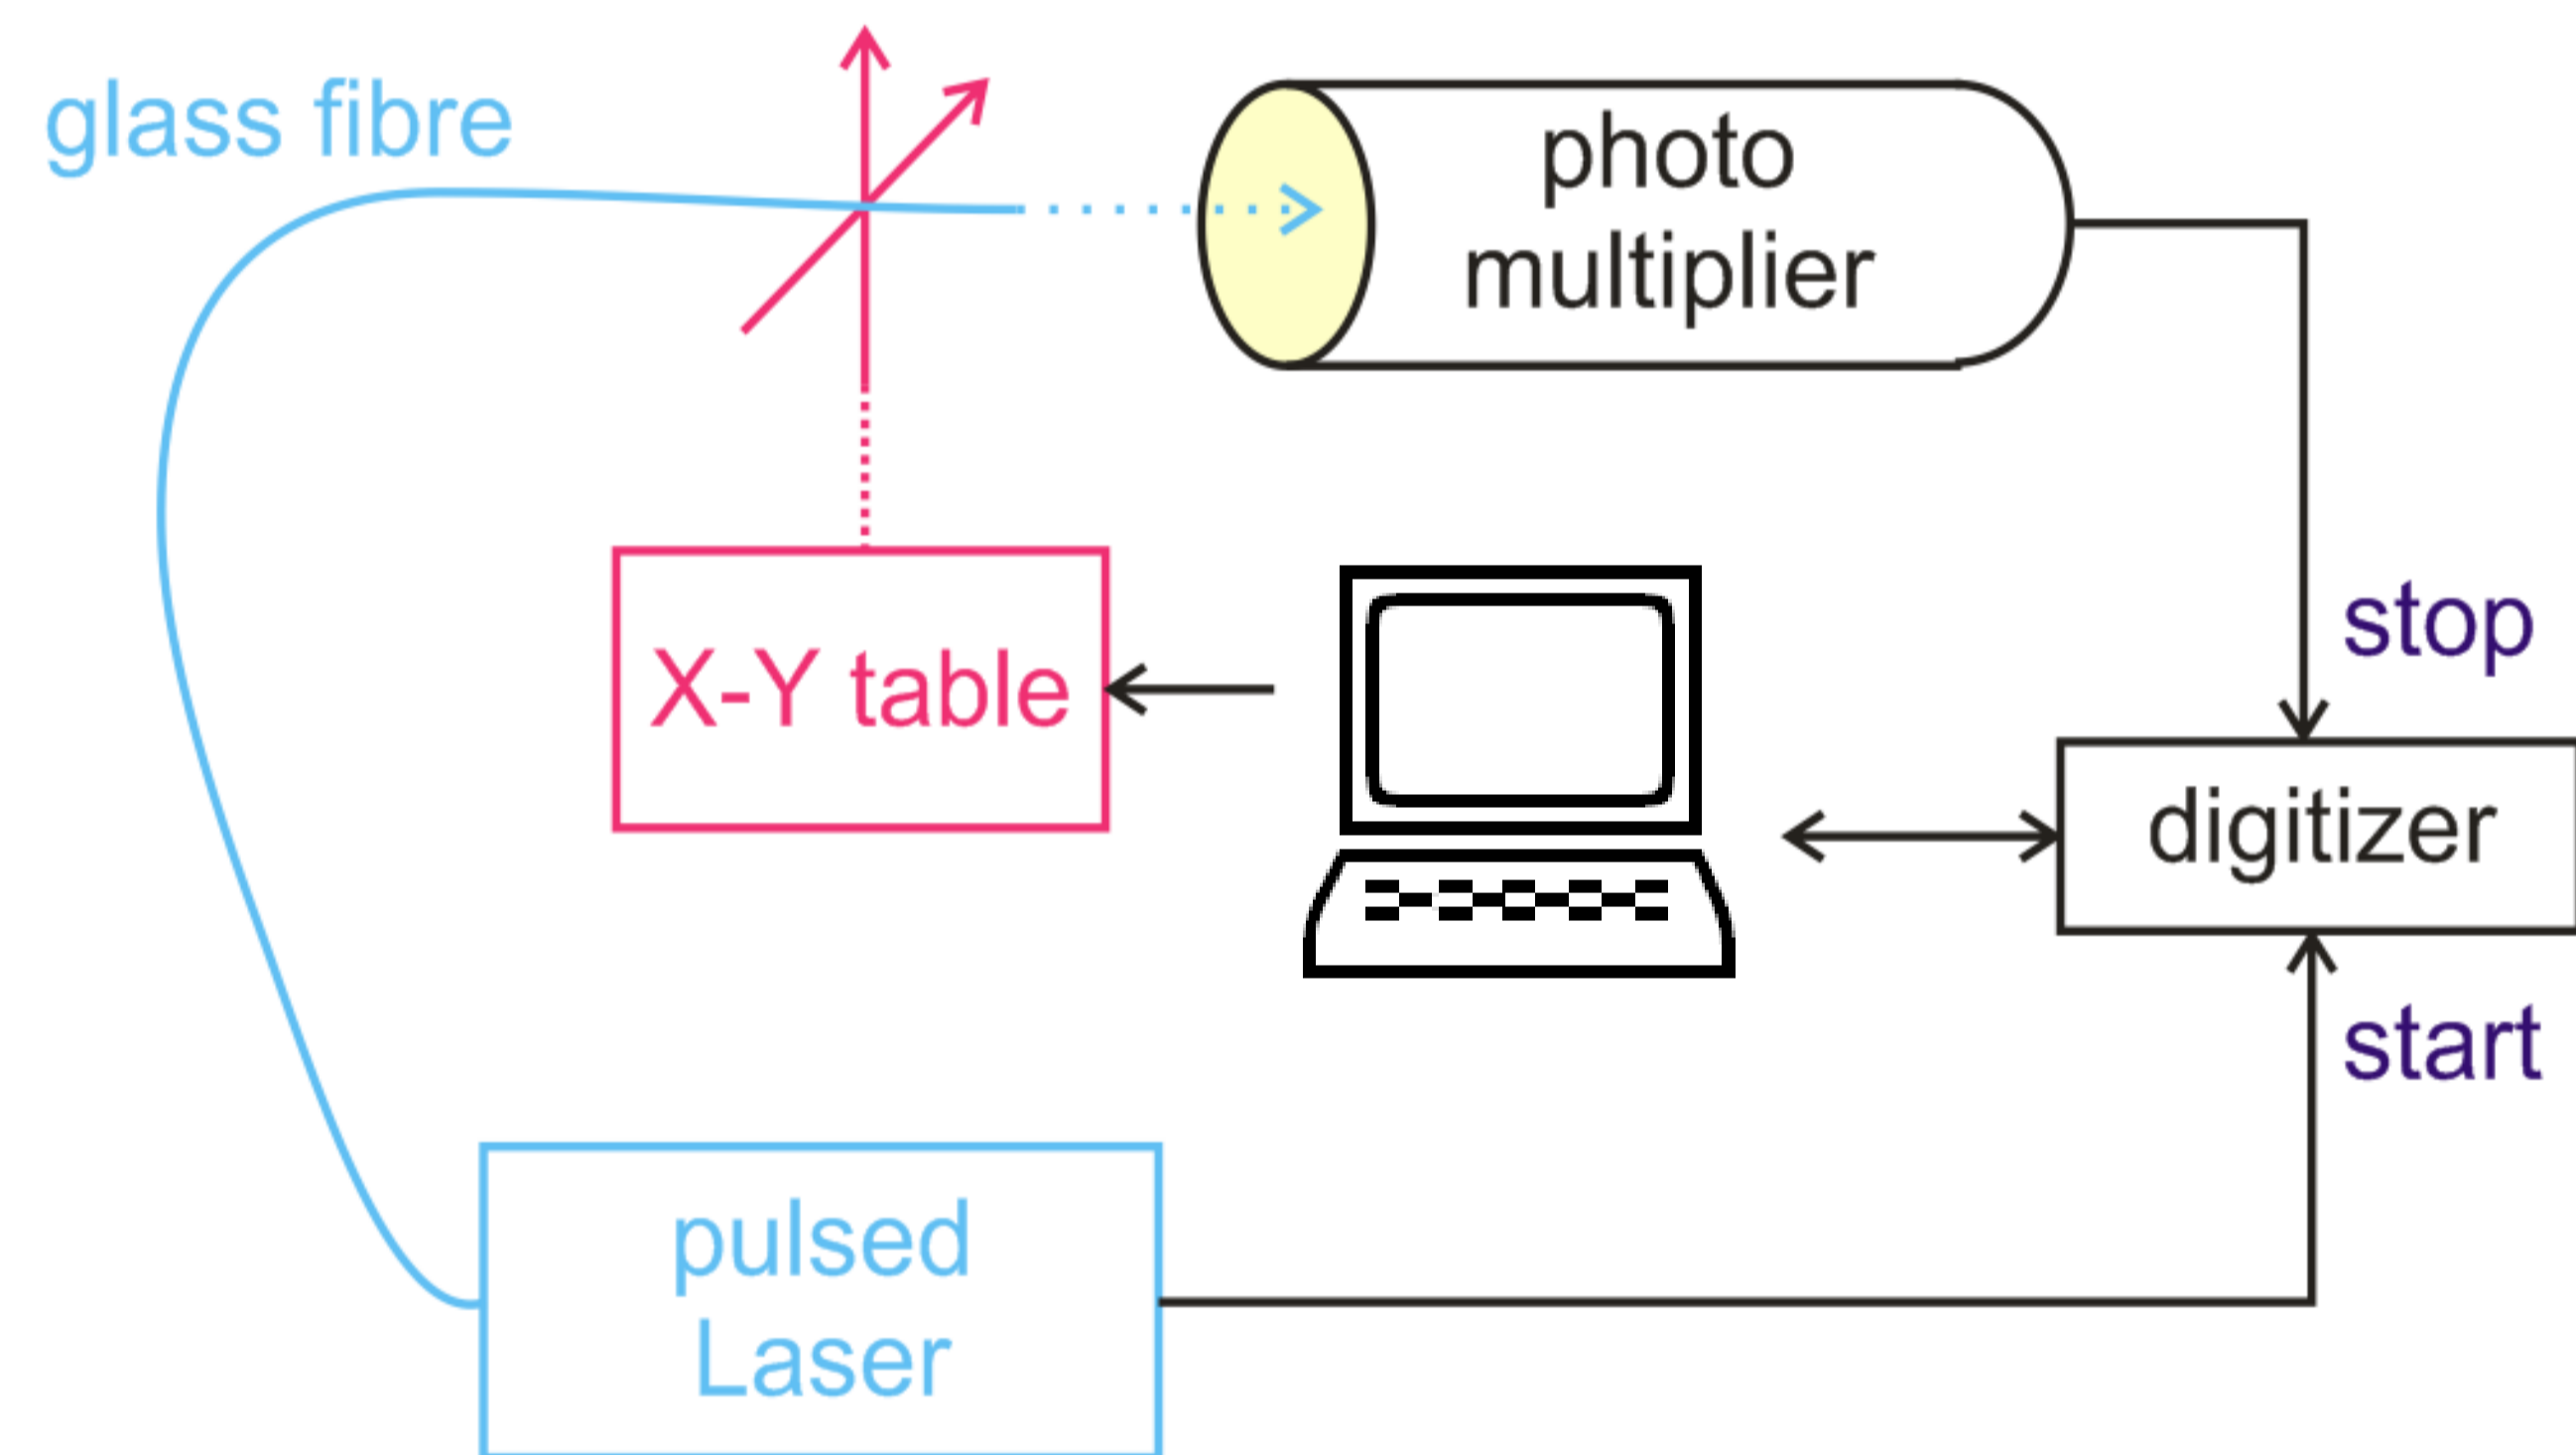 glass fibre
photo
multiplier
X-Y table
stop
digitizer
start
pulsed
Laser